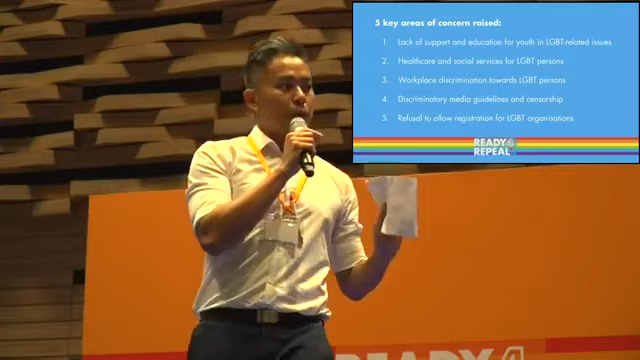 5 key areas of concern raised:
1. Lack of support and education for youth in LGBT-related issues
2. Healthcare and social services for LGBT persons
3. Workplace discrimination towards LGBT persons
4. Discriminatory media guidelines and censorship
5. Refusal to allow registration for LGBT organisations
READY4
REPEAL
READY4